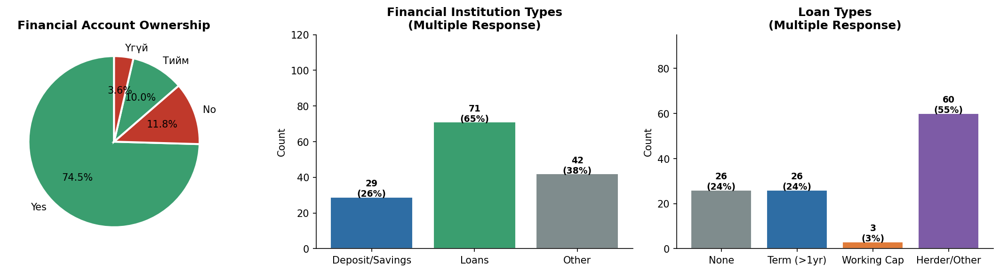 Financial Account Ownership
Үгүй
Тийм
No
Yes
3.6%
10.0%
11.8%
74.5%
Financial Institution Types
(Multiple Response)
Count
120
100
80
60
40
20
0
29
(26%)
71
(65%)
42
(38%)
Deposit/Savings
Loans
Other
Loan Types
(Multiple Response)
Count
80
60
40
20
0
26
(24%)
26
(24%)
3
(3%)
60
(55%)
None
Term (>1yr)
Working Cap
Herder/Other